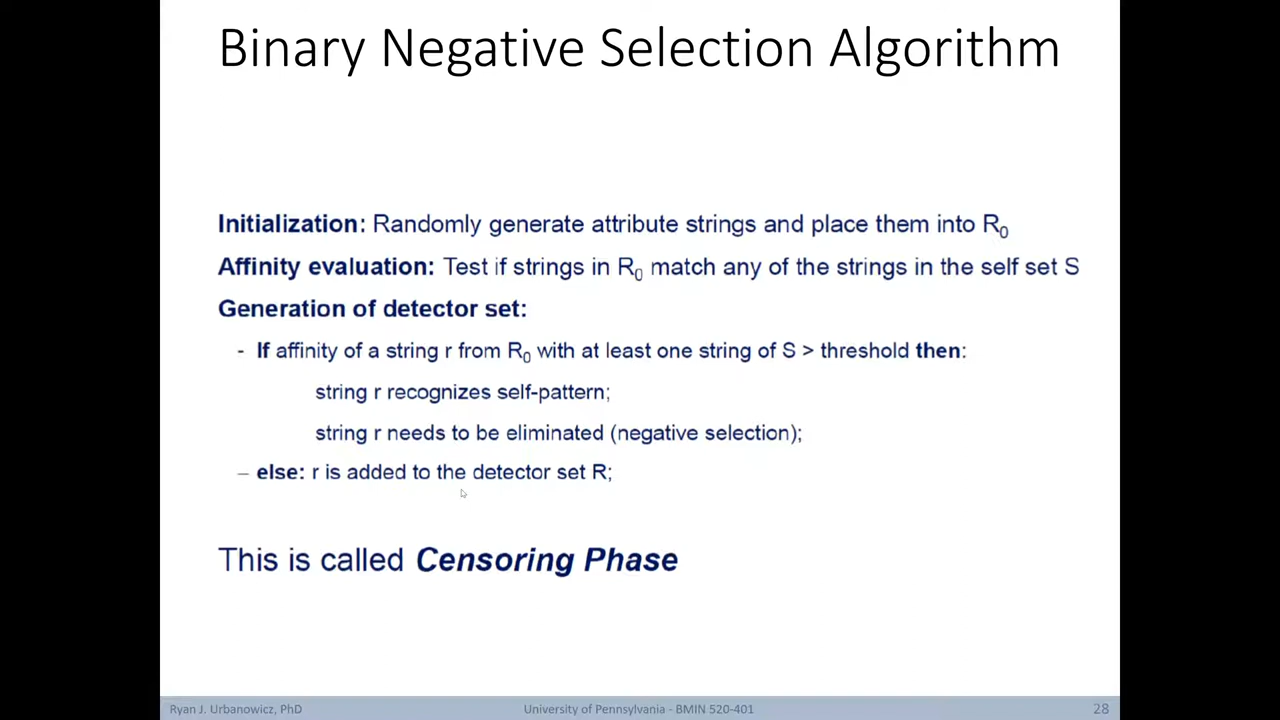 Binary Negative Selection Algorithm
Initialization: Randomly generate attribute strings and place them into R₀
Affinity evaluation: Test if strings in R₀ match any of the strings in the self set S
Generation of detector set:
- If affinity of a string r from R₀ with at least one string of S > threshold then:
string r recognizes self-pattern;
string r needs to be eliminated (negative selection);
– else: r is added to the detector set R;
This is called Censoring Phase
Ryan J. Urbanowicz, PhD University of Pennsylvania - BMIN 520-401 28